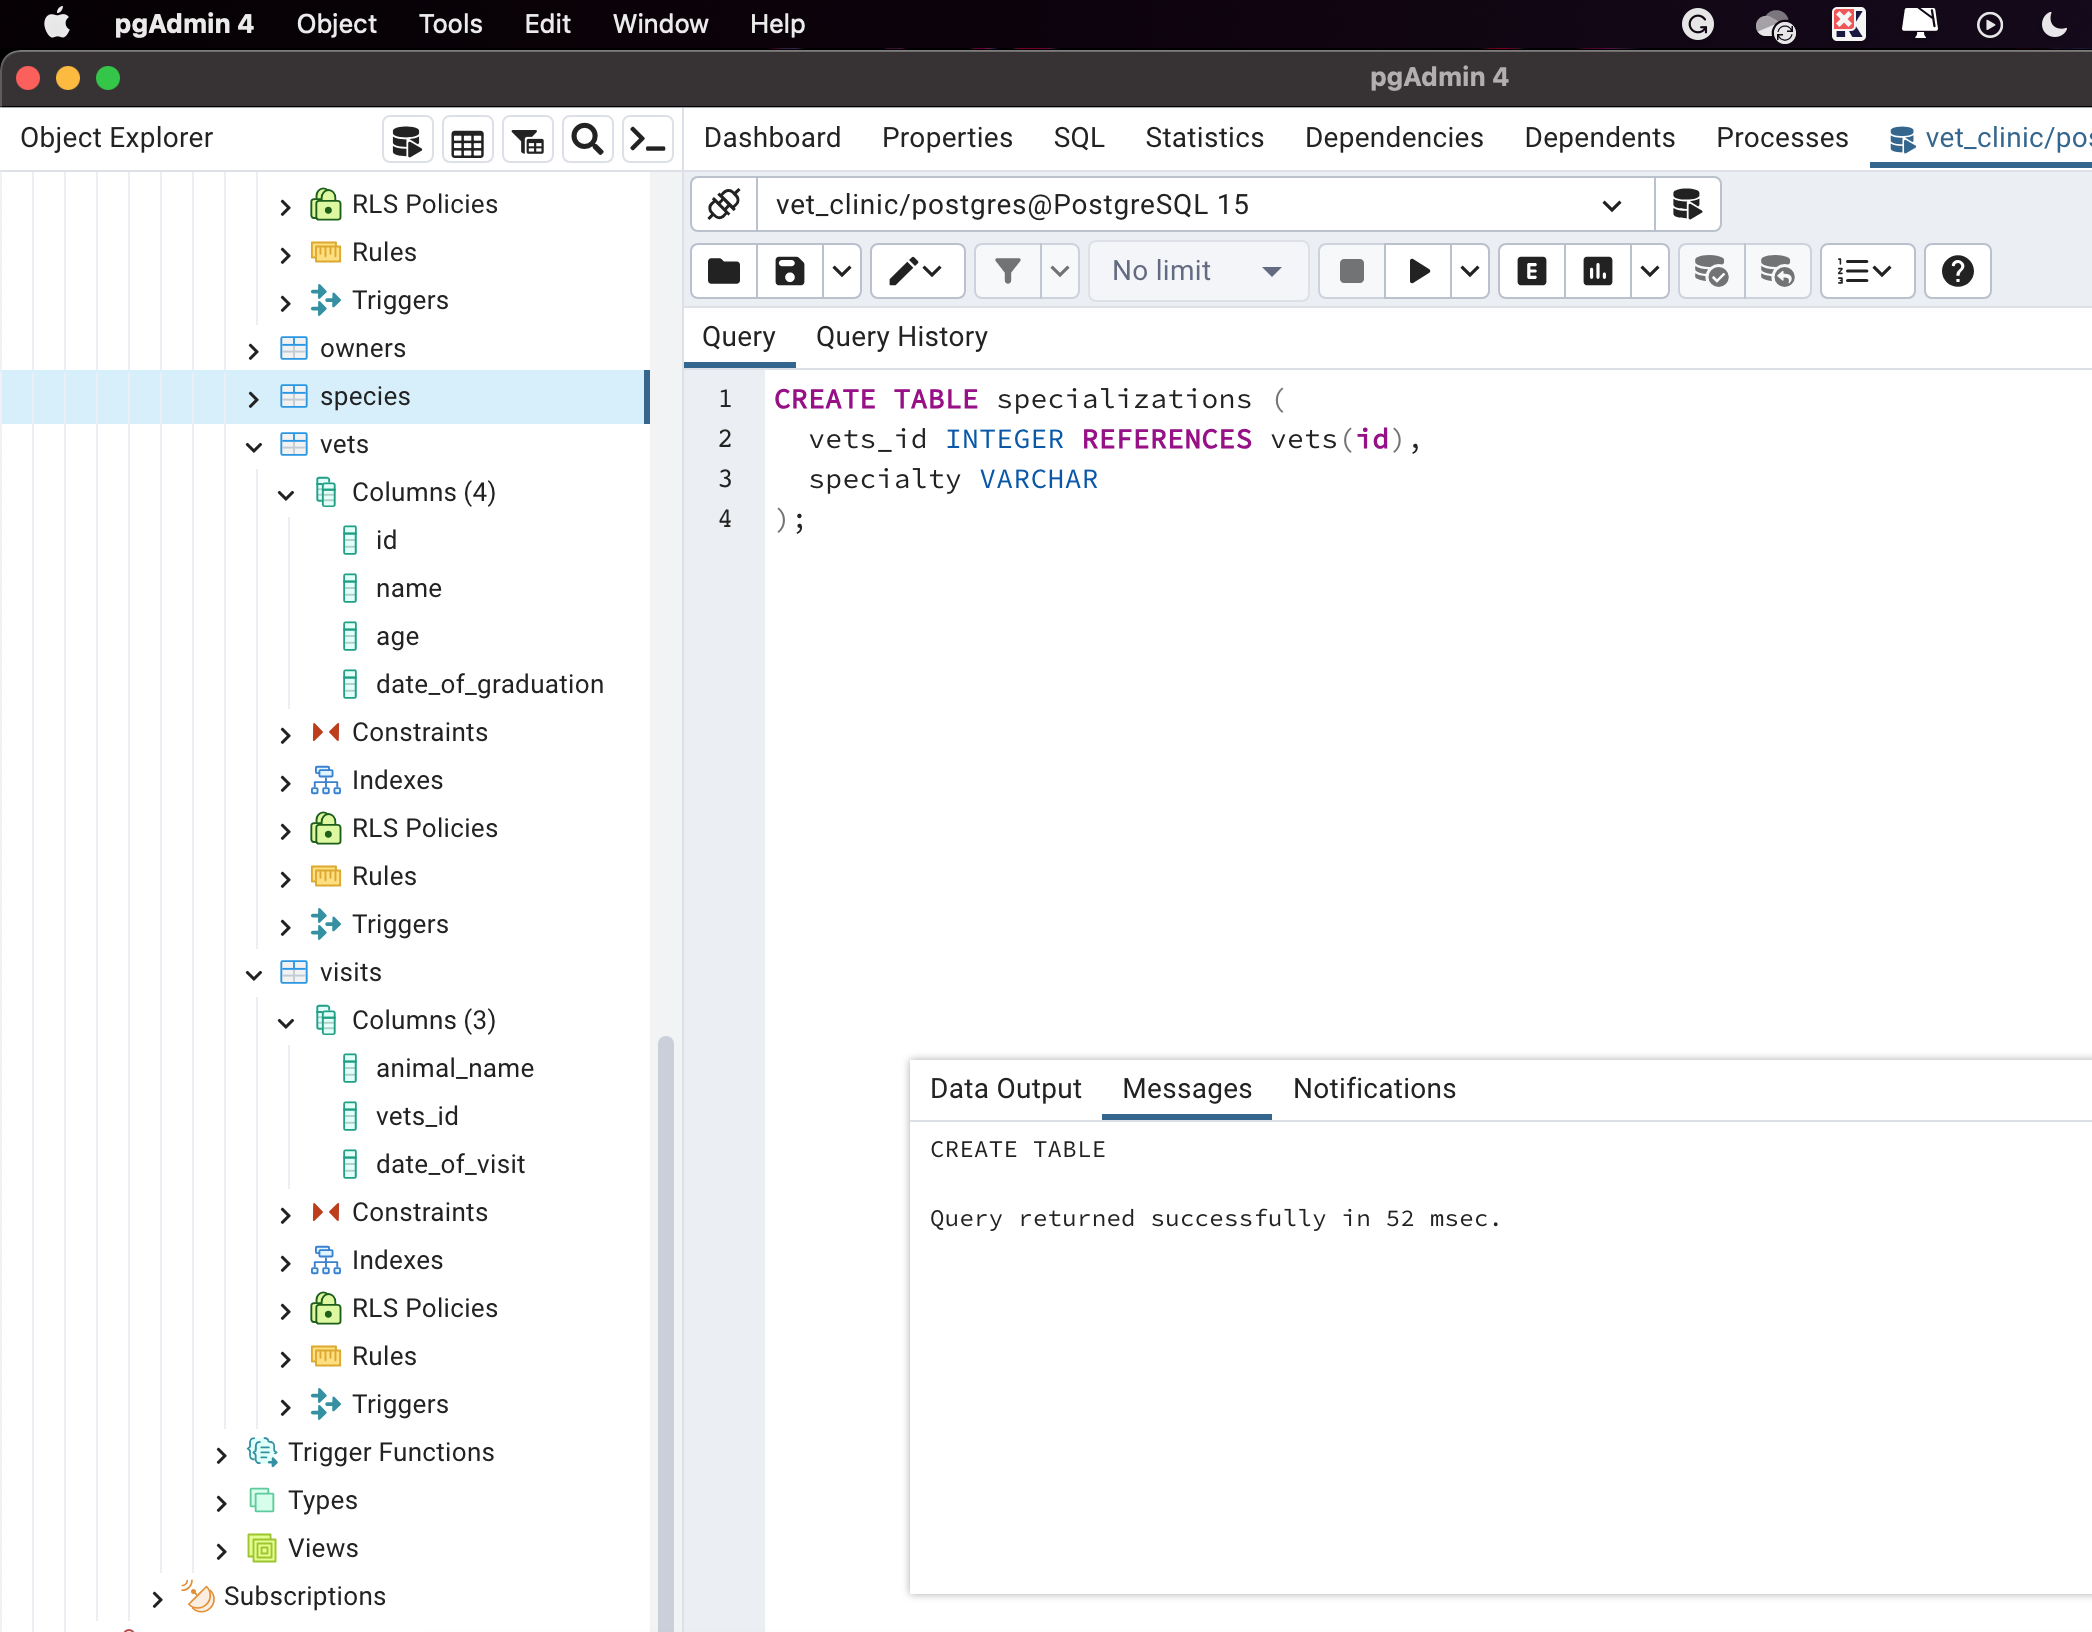 pgAdmin 4 Object Tools Edit Window Help
pgAdmin 4
Object Explorer
Dashboard Properties SQL Statistics Dependencies Dependents Processes vet_clinic/pos
RLS Policies
Rules
Triggers
owners
species
vets
Columns (4)
id
name
age
date_of_graduation
Constraints
Indexes
RLS Policies
Rules
Triggers
visits
Columns (3)
animal_name
vets_id
date_of_visit
Constraints
Indexes
RLS Policies
Rules
Triggers
Trigger Functions
Types
Views
Subscriptions
vet_clinic/postgres@PostgreSQL 15
No limit
E
Query Query History
1 CREATE TABLE specializations (
2 vets_id INTEGER REFERENCES vets(id),
3 specialty VARCHAR
4 );
Data Output Messages Notifications
CREATE TABLE
Query returned successfully in 52 msec.